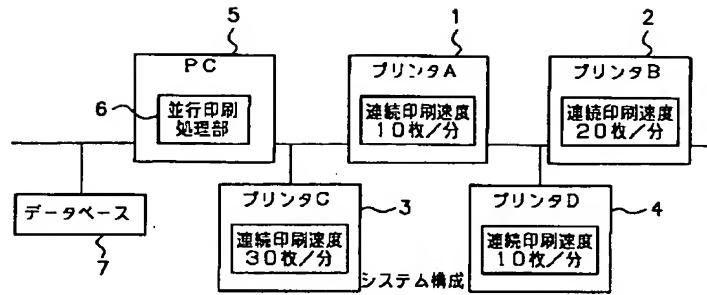 5
PC
6
並行印刷
処理部
1
プリンタA
連続印刷速度
10枚/分
2
プリンタB
連続印刷速度
20枚/分
データベース
7
プリンタC
連続印刷速度
30枚/分
3
プリンタD
連続印刷速度
10枚/分
4
システム構成